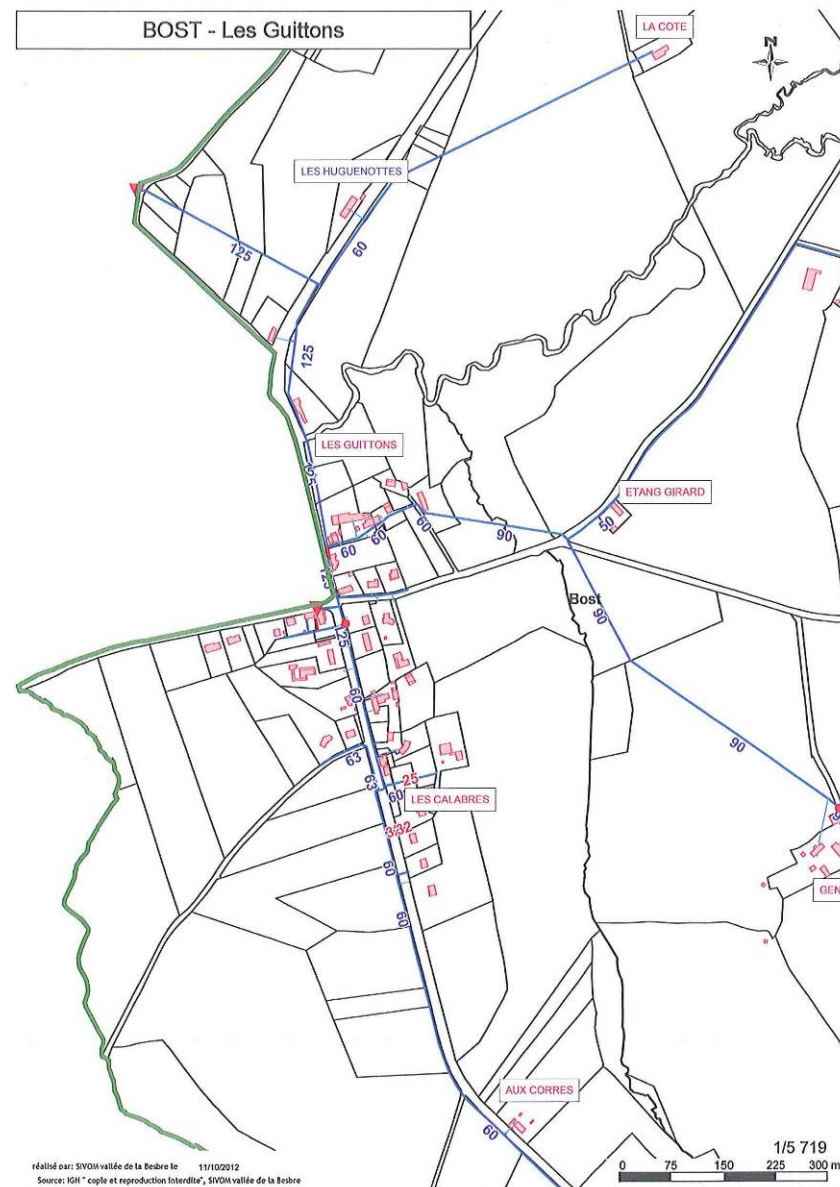 BOST - Les Guittons
LA COTE
N
LES HUGUENOTTES
125
60
125
LES GUITTONS
125
ETANG GIRARD
50
60
60
60
90
125
Bost
90
25
60
90
63
63
25
60
LES CALABRES
32
60
60
GEN
AUX CORRES
60
1/5 719
0 75 150 225 300 m
réalisé par: SIVOM vallée de la Besbre le 11/10/2012
Source: IGN " copie et reproduction interdite", SIVOM vallée de la Besbre